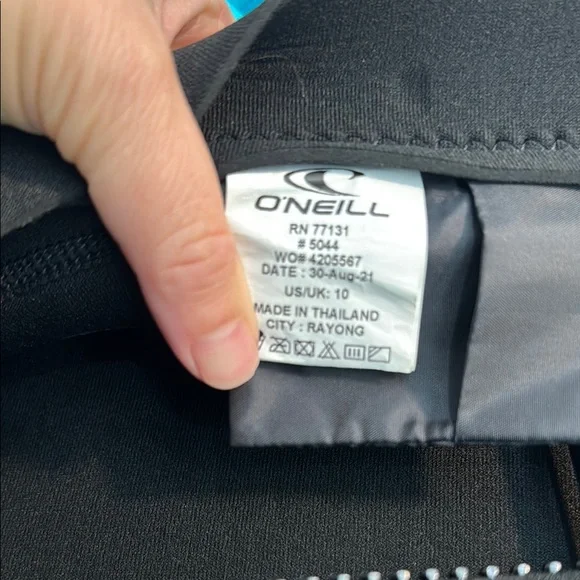 O'NEILL
RN 77131
# 5044
WO# 4205567
DATE : 30-Aug-21
US/UK: 10
MADE IN THAILAND
CITY : RAYONG